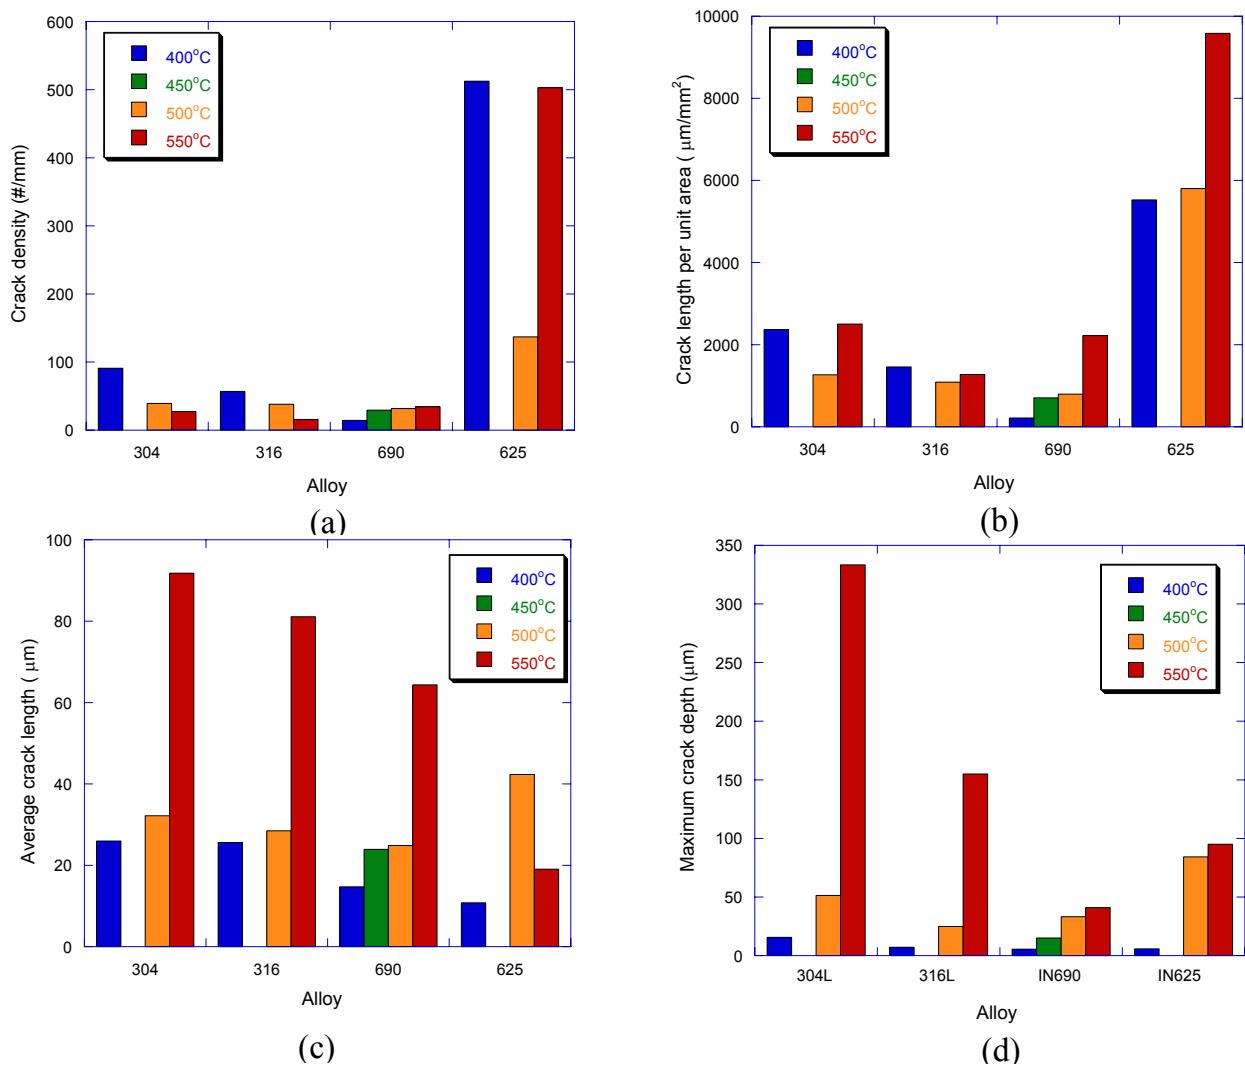 600
500
400
300
200
100
0
Crack density (#/mm)
400°C
450°C
500°C
550°C
304
316
690
625
Alloy
(a)
10000
8000
6000
4000
2000
0
Crack length per unit area ( μm/mm²)
400°C
450°C
500°C
550°C
304
316
690
625
Alloy
(b)
100
80
60
40
20
0
Average crack length ( μm)
400°C
450°C
500°C
550°C
304
316
690
625
Alloy
(c)
350
300
250
200
150
100
50
0
Maximum crack depth (μm)
400°C
450°C
500°C
550°C
304L
316L
IN690
IN625
Alloy
(d)